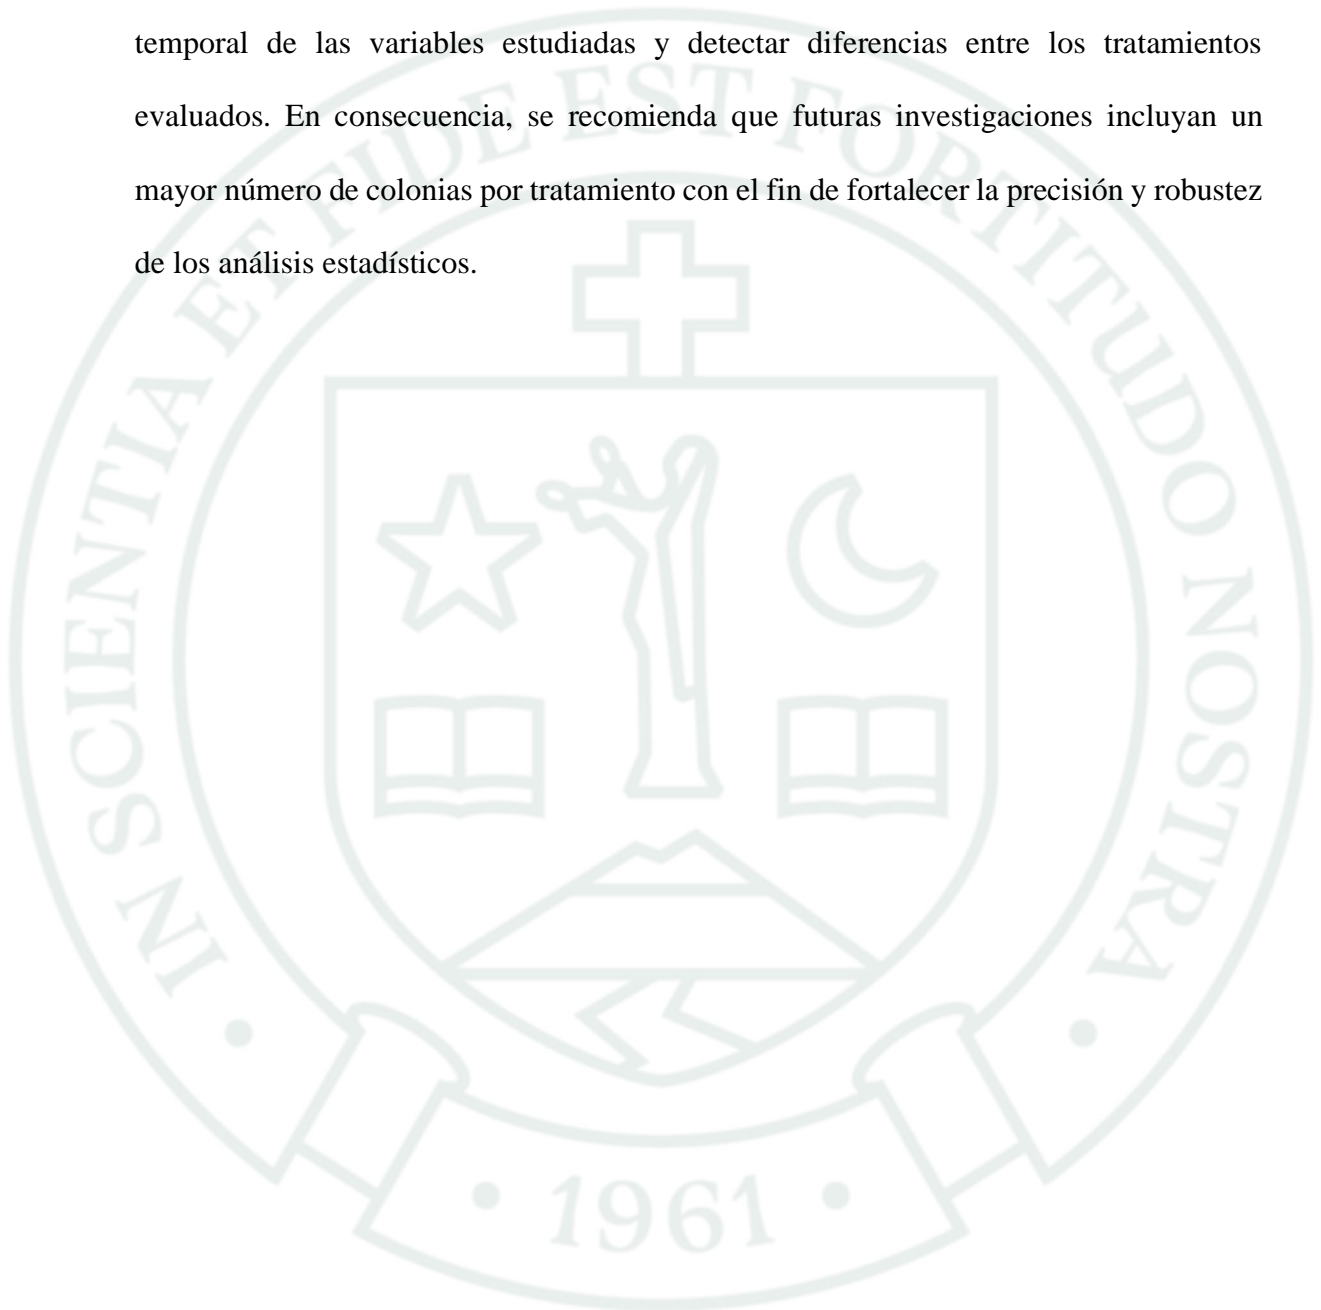 temporal de las variables estudiadas y detectar diferencias entre los tratamientos
evaluados. En consecuencia, se recomienda que futuras investigaciones incluyan un
mayor número de colonias por tratamiento con el fin de fortalecer la precisión y robustez
de los análisis estadísticos.
IN SCIENTIA ET FIDE EST FORTITUDO NOSTRA
• 1961 •